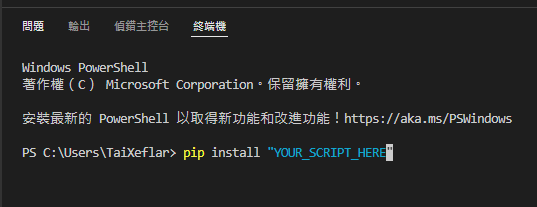 問題 輸出 偵錯主控台 終端機
Windows PowerShell
著作權（C） Microsoft Corporation。保留擁有權利。
安裝最新的 PowerShell 以取得新功能和改進功能！https://aka.ms/PSWindows
PS C:\Users\TaiXeflar> pip install "YOUR_SCRIPT_HERE"